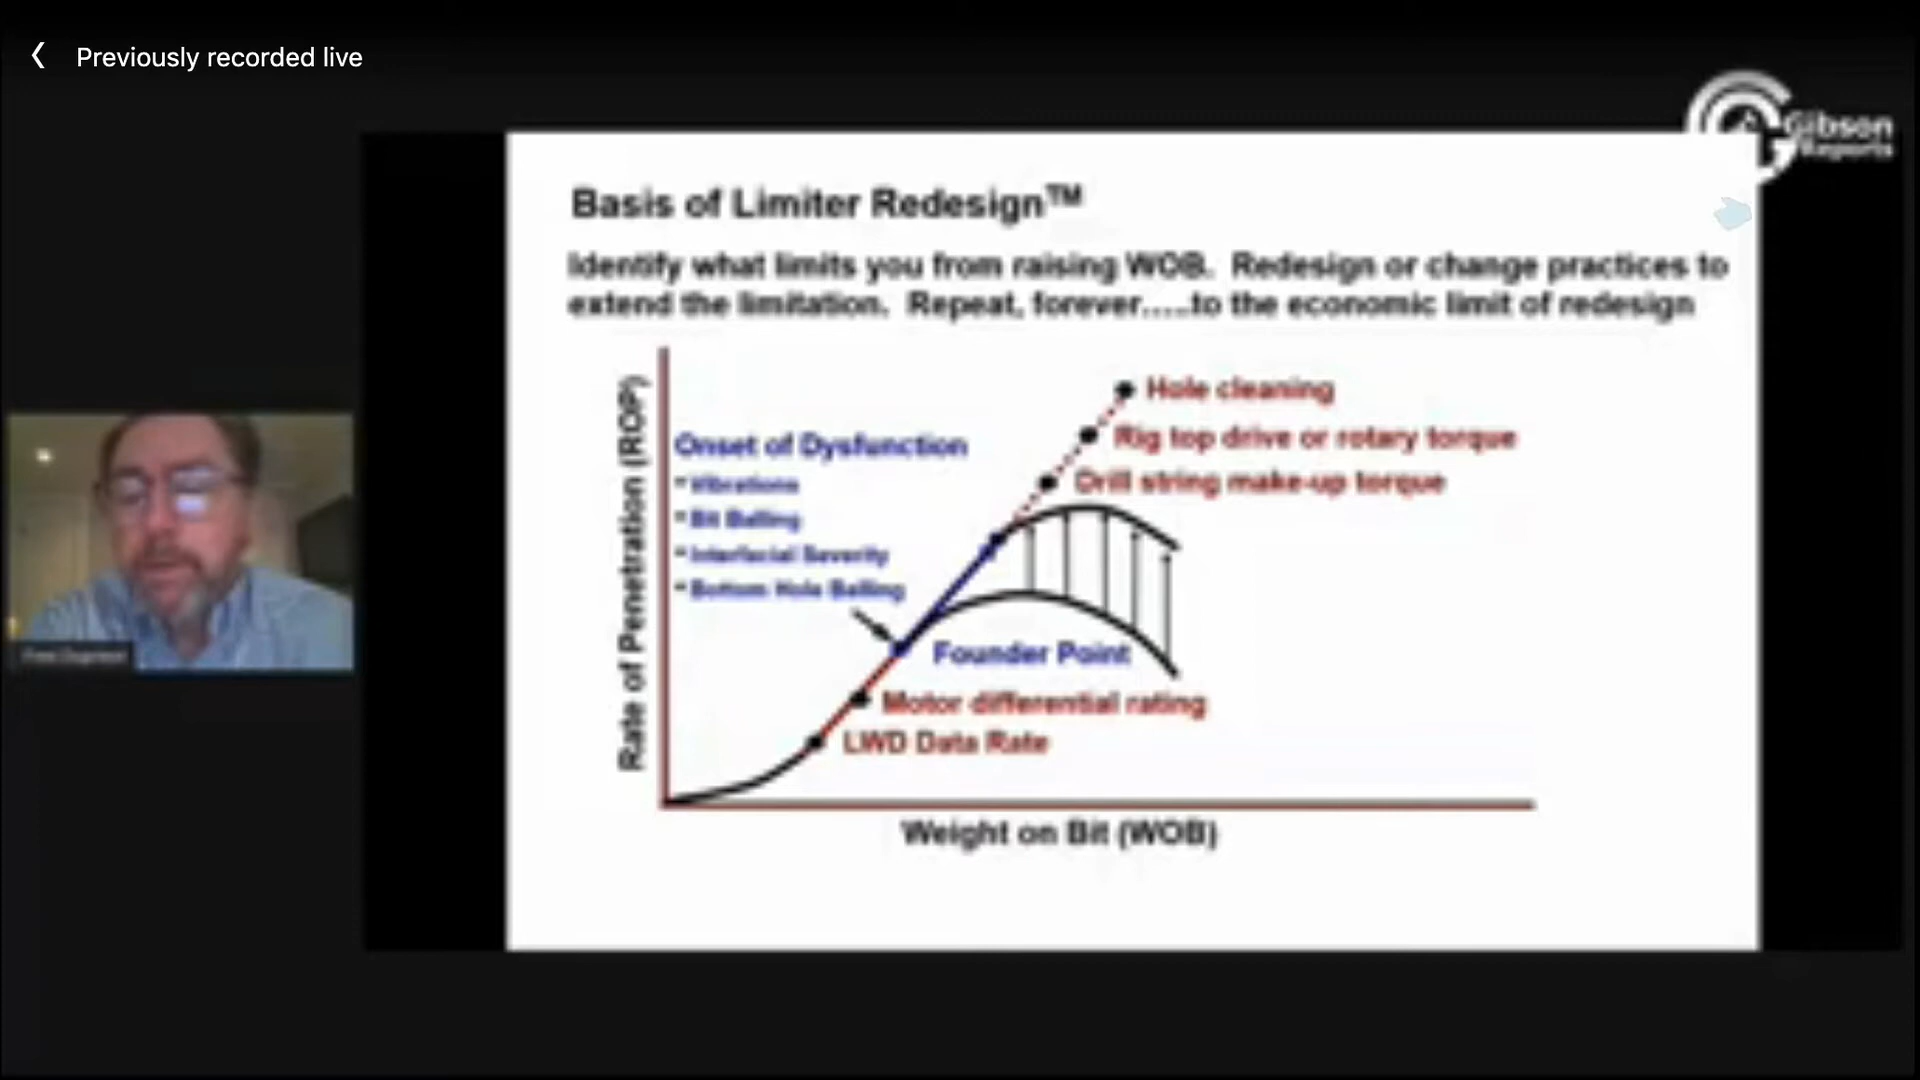 Previously recorded live
Gibson
Reports
Basis of Limiter Redesign™
Identify what limits you from raising WOB. Redesign or change practices to
extend the limitation. Repeat, forever.....to the economic limit of redesign
Hole cleaning
Rig top drive or rotary torque
Drill string make-up torque
Onset of Dysfunction
• Vibrations
• Bit Balling
• Interfacial Severity
• Bottom Hole Balling
Founder Point
Motor differential rating
LWD Data Rate
Rate of Penetration (ROP)
Weight on Bit (WOB)